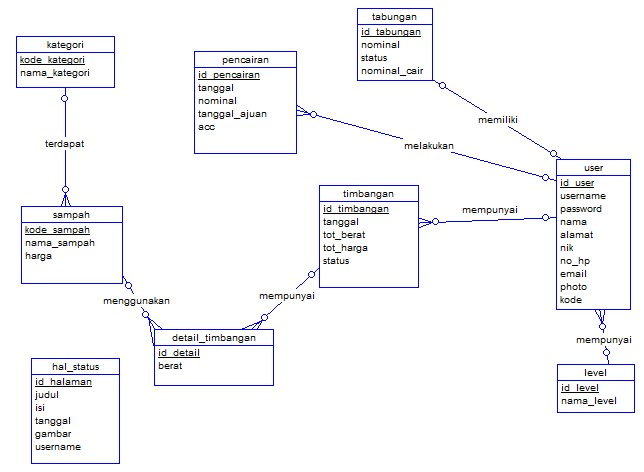 tabungan
id_tabungan
nominal
status
nominal_cair
kategori
kode_kategori
nama_kategori
pencairan
id_pencairan
tanggal
nominal
tanggal_ajuan
acc
memiliki
terdapat
melakukan
user
id_user
username
password
nama
alamat
nik
no_hp
email
photo
kode
timbangan
id_timbangan
tanggal
tot_berat
tot_harga
status
mempunyai
sampah
kode_sampah
nama_sampah
harga
menggunakan
mempunyai
detail_timbangan
id_detail
berat
mempunyai
hal_status
id_halaman
judul
isi
tanggal
gambar
username
level
id_level
nama_level